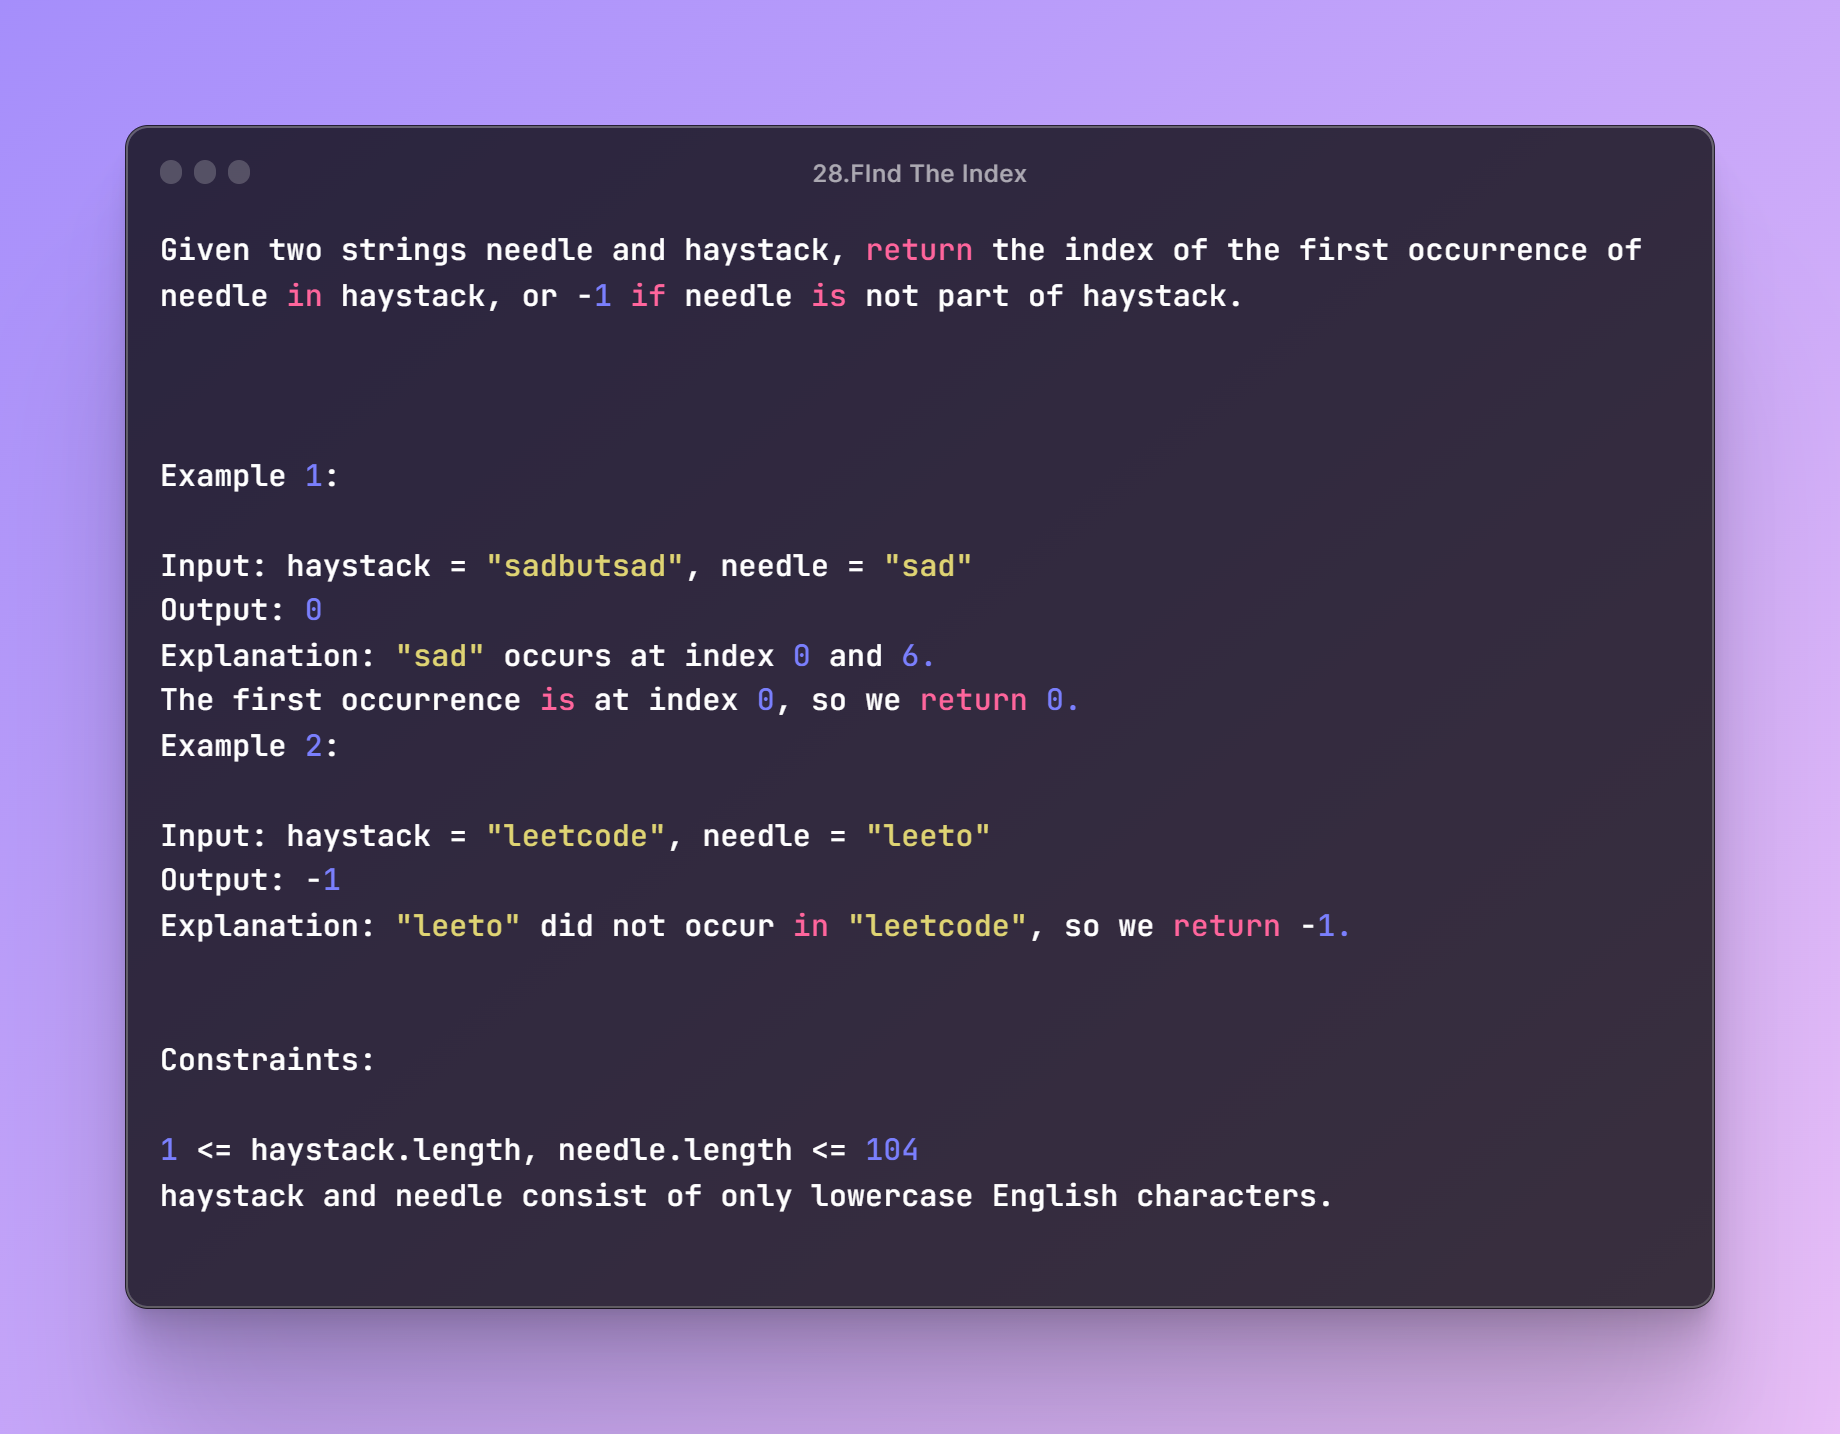 28.FInd The Index
Given two strings needle and haystack, return the index of the first occurrence of
needle in haystack, or -1 if needle is not part of haystack.
Example 1:
Input: haystack = "sadbutsad", needle = "sad"
Output: 0
Explanation: "sad" occurs at index 0 and 6.
The first occurrence is at index 0, so we return 0.
Example 2:
Input: haystack = "leetcode", needle = "leeto"
Output: -1
Explanation: "leeto" did not occur in "leetcode", so we return -1.
Constraints:
1 <= haystack.length, needle.length <= 104
haystack and needle consist of only lowercase English characters.